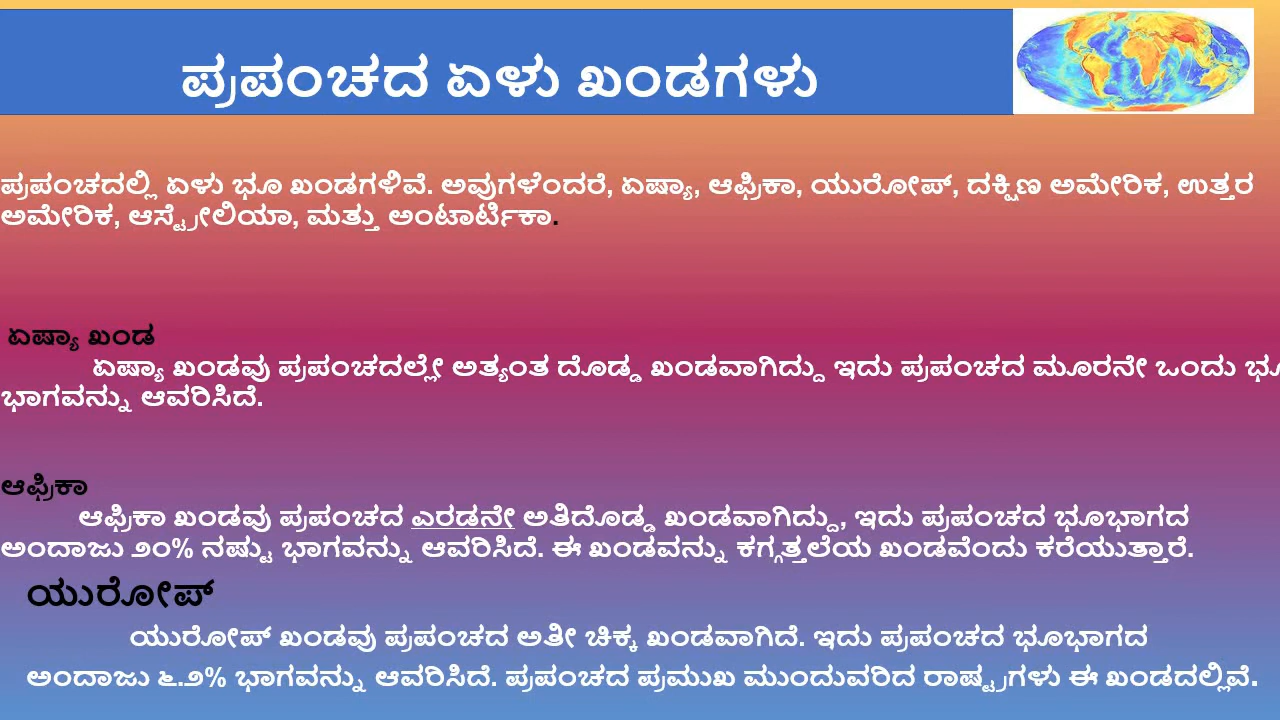 ಪ್ರಪಂಚದ ಏಳು ಖಂಡಗಳು
ಪ್ರಪಂಚದಲ್ಲಿ ಏಳು ಭೂ ಖಂಡಗಳಿವೆ. ಅವುಗಳೆಂದರೆ, ಏಷ್ಯಾ, ಆಫ್ರಿಕಾ, ಯುರೋಪ್, ದಕ್ಷಿಣ ಅಮೇರಿಕ, ಉತ್ತರ
ಅಮೇರಿಕ, ಆಸ್ಟ್ರೇಲಿಯಾ, ಮತ್ತು ಅಂಟಾರ್ಟಿಕಾ.
ಏಷ್ಯಾ ಖಂಡ
ಏಷ್ಯಾ ಖಂಡವು ಪ್ರಪಂಚದಲ್ಲೇ ಅತ್ಯಂತ ದೊಡ್ಡ ಖಂಡವಾಗಿದ್ದು ಇದು ಪ್ರಪಂಚದ ಮೂರನೇ ಒಂದು ಭೂ
ಭಾಗವನ್ನು ಆವರಿಸಿದೆ.
ಆಫ್ರಿಕಾ
ಆಫ್ರಿಕಾ ಖಂಡವು ಪ್ರಪಂಚದ ಎರಡನೇ ಅತಿದೊಡ್ಡ ಖಂಡವಾಗಿದ್ದು, ಇದು ಪ್ರಪಂಚದ ಭೂಭಾಗದ
ಅಂದಾಜು ೨೦% ನಷ್ಟು ಭಾಗವನ್ನು ಆವರಿಸಿದೆ. ಈ ಖಂಡವನ್ನು ಕಗ್ಗತ್ತಲೆಯ ಖಂಡವೆಂದು ಕರೆಯುತ್ತಾರೆ.
ಯುರೋಪ್
ಯುರೋಪ್ ಖಂಡವು ಪ್ರಪಂಚದ ಅತೀ ಚಿಕ್ಕ ಖಂಡವಾಗಿದೆ. ಇದು ಪ್ರಪಂಚದ ಭೂಭಾಗದ
ಅಂದಾಜು ೬.೨% ಭಾಗವನ್ನು ಆವರಿಸಿದೆ. ಪ್ರಪಂಚದ ಪ್ರಮುಖ ಮುಂದುವರಿದ ರಾಷ್ಟ್ರಗಳು ಈ ಖಂಡದಲ್ಲಿವೆ.